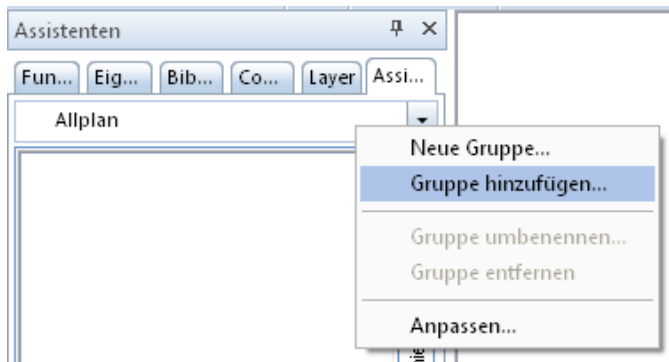 Assistenten
Fun... Eig... Bib... Co... Layer Assi...
Allplan
Neue Gruppe...
Gruppe hinzufügen...
Gruppe umbenennen...
Gruppe entfernen
Anpassen...